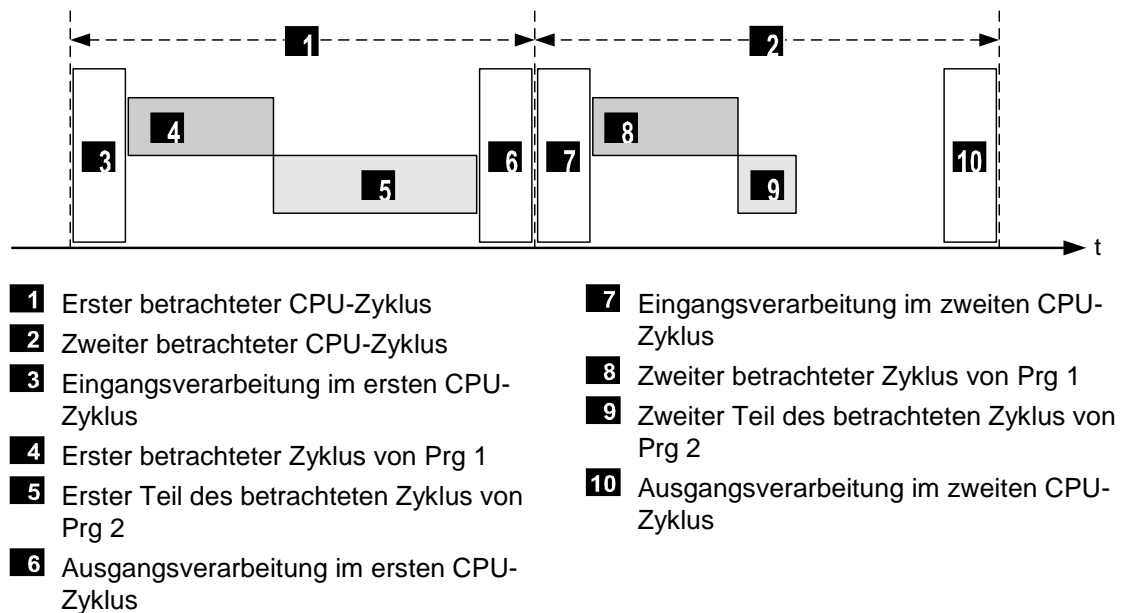 1
2
3
4
5
6
7
8
9
10
t
1 Erster betrachteter CPU-Zyklus
2 Zweiter betrachteter CPU-Zyklus
3 Eingangsverarbeitung im ersten CPU-
Zyklus
4 Erster betrachteter Zyklus von Prg 1
5 Erster Teil des betrachteten Zyklus von
Prg 2
6 Ausgangsverarbeitung im ersten CPU-
Zyklus
7 Eingangsverarbeitung im zweiten CPU-
Zyklus
8 Zweiter betrachteter Zyklus von Prg 1
9 Zweiter Teil des betrachteten Zyklus von
Prg 2
10 Ausgangsverarbeitung im zweiten CPU-
Zyklus